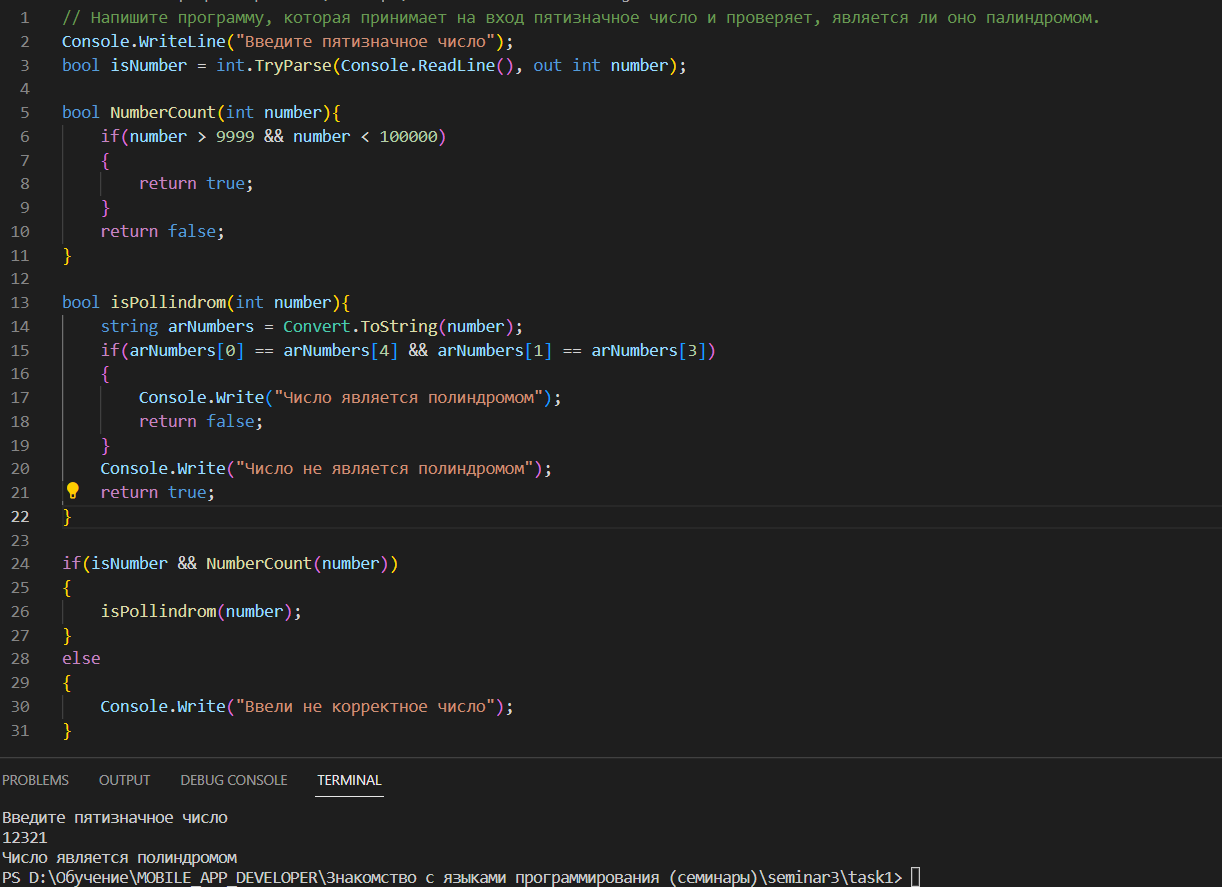 1 // Напишите программу, которая принимает на вход пятизначное число и проверяет, является ли оно палиндромом.
2 Console.WriteLine("Введите пятизначное число");
3 bool isNumber = int.TryParse(Console.ReadLine(), out int number);
4
5 bool NumberCount(int number){
6 if(number > 9999 && number < 100000)
7 {
8 return true;
9 }
10 return false;
11 }
12
13 bool isPollindrom(int number){
14 string arNumbers = Convert.ToString(number);
15 if(arNumbers[0] == arNumbers[4] && arNumbers[1] == arNumbers[3])
16 {
17 Console.Write("Число является полиндромом");
18 return false;
19 }
20 Console.Write("Число не является полиндромом");
21 return true;
22 }
23
24 if(isNumber && NumberCount(number))
25 {
26 isPollindrom(number);
27 }
28 else
29 {
30 Console.Write("Ввели не корректное число");
31 }
PROBLEMS OUTPUT DEBUG CONSOLE TERMINAL
Введите пятизначное число
12321
Число является полиндромом
PS D:\Обучение\MOBILE_APP_DEVELOPER\Знакомство с языками программирования (семинары)\seminar3\task1>